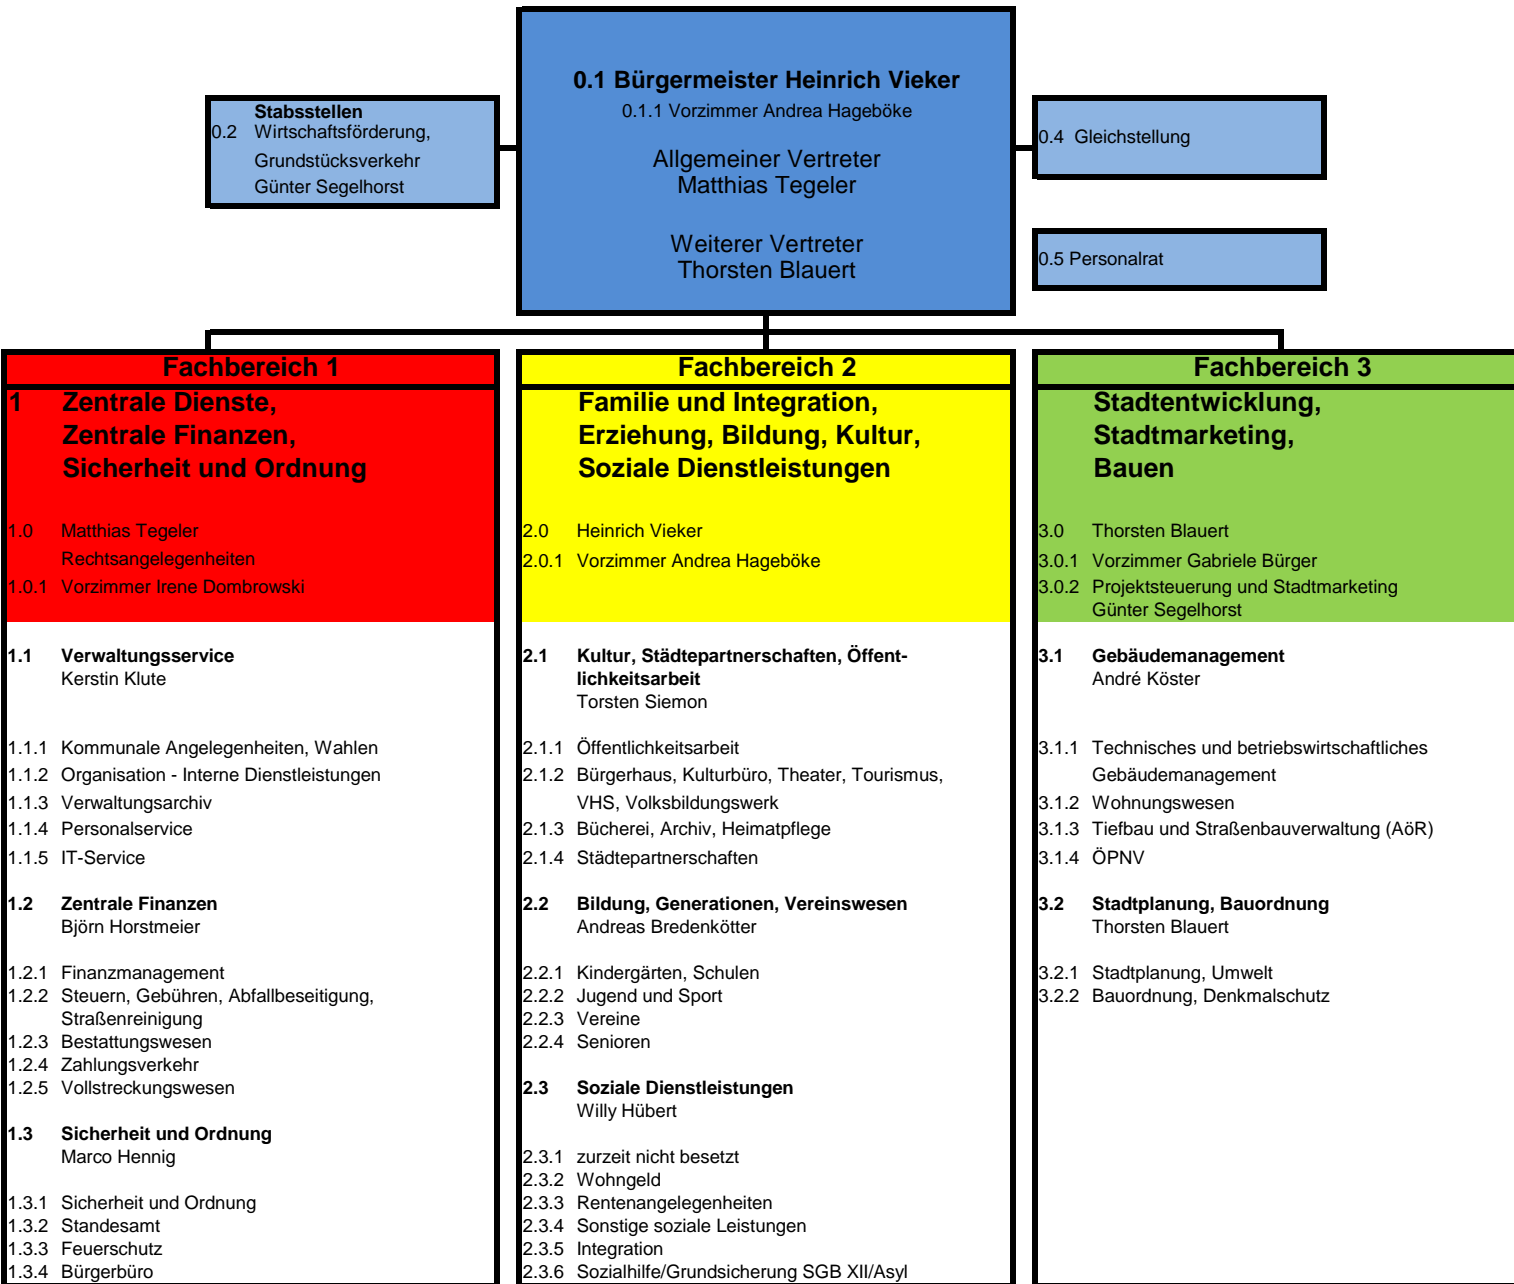 0.1 Bürgermeister Heinrich Vieker
0.1.1 Vorzimmer Andrea Hageböke
Allgemeiner Vertreter
Matthias Tegeler
Weiterer Vertreter
Thorsten Blauert
Stabsstellen
0.2 Wirtschaftsförderung,
Grundstücksverkehr
Günter Segelhorst
0.4 Gleichstellung
0.5 Personalrat
Fachbereich 1
1 Zentrale Dienste,
Zentrale Finanzen,
Sicherheit und Ordnung
1.0 Matthias Tegeler
Rechtsangelegenheiten
1.0.1 Vorzimmer Irene Dombrowski
1.1 Verwaltungsservice
Kerstin Klute
1.1.1 Kommunale Angelegenheiten, Wahlen
1.1.2 Organisation - Interne Dienstleistungen
1.1.3 Verwaltungsarchiv
1.1.4 Personalservice
1.1.5 IT-Service
1.2 Zentrale Finanzen
Björn Horstmeier
1.2.1 Finanzmanagement
1.2.2 Steuern, Gebühren, Abfallbeseitigung,
Straßenreinigung
1.2.3 Bestattungswesen
1.2.4 Zahlungsverkehr
1.2.5 Vollstreckungswesen
1.3 Sicherheit und Ordnung
Marco Hennig
1.3.1 Sicherheit und Ordnung
1.3.2 Standesamt
1.3.3 Feuerschutz
1.3.4 Bürgerbüro
Fachbereich 2
Familie und Integration,
Erziehung, Bildung, Kultur,
Soziale Dienstleistungen
2.0 Heinrich Vieker
2.0.1 Vorzimmer Andrea Hageböke
2.1 Kultur, Städtepartnerschaften, Öffent-
lichkeitsarbeit
Torsten Siemon
2.1.1 Öffentlichkeitsarbeit
2.1.2 Bürgerhaus, Kulturbüro, Theater, Tourismus,
VHS, Volksbildungswerk
2.1.3 Bücherei, Archiv, Heimatpflege
2.1.4 Städtepartnerschaften
2.2 Bildung, Generationen, Vereinswesen
Andreas Bredenkötter
2.2.1 Kindergärten, Schulen
2.2.2 Jugend und Sport
2.2.3 Vereine
2.2.4 Senioren
2.3 Soziale Dienstleistungen
Willy Hübert
2.3.1 zurzeit nicht besetzt
2.3.2 Wohngeld
2.3.3 Rentenangelegenheiten
2.3.4 Sonstige soziale Leistungen
2.3.5 Integration
2.3.6 Sozialhilfe/Grundsicherung SGB XII/Asyl
Fachbereich 3
Stadtentwicklung,
Stadtmarketing,
Bauen
3.0 Thorsten Blauert
3.0.1 Vorzimmer Gabriele Bürger
3.0.2 Projektsteuerung und Stadtmarketing
Günter Segelhorst
3.1 Gebäudemanagement
André Köster
3.1.1 Technisches und betriebswirtschaftliches
Gebäudemanagement
3.1.2 Wohnungswesen
3.1.3 Tiefbau und Straßenbauverwaltung (AöR)
3.1.4 ÖPNV
3.2 Stadtplanung, Bauordnung
Thorsten Blauert
3.2.1 Stadtplanung, Umwelt
3.2.2 Bauordnung, Denkmalschutz